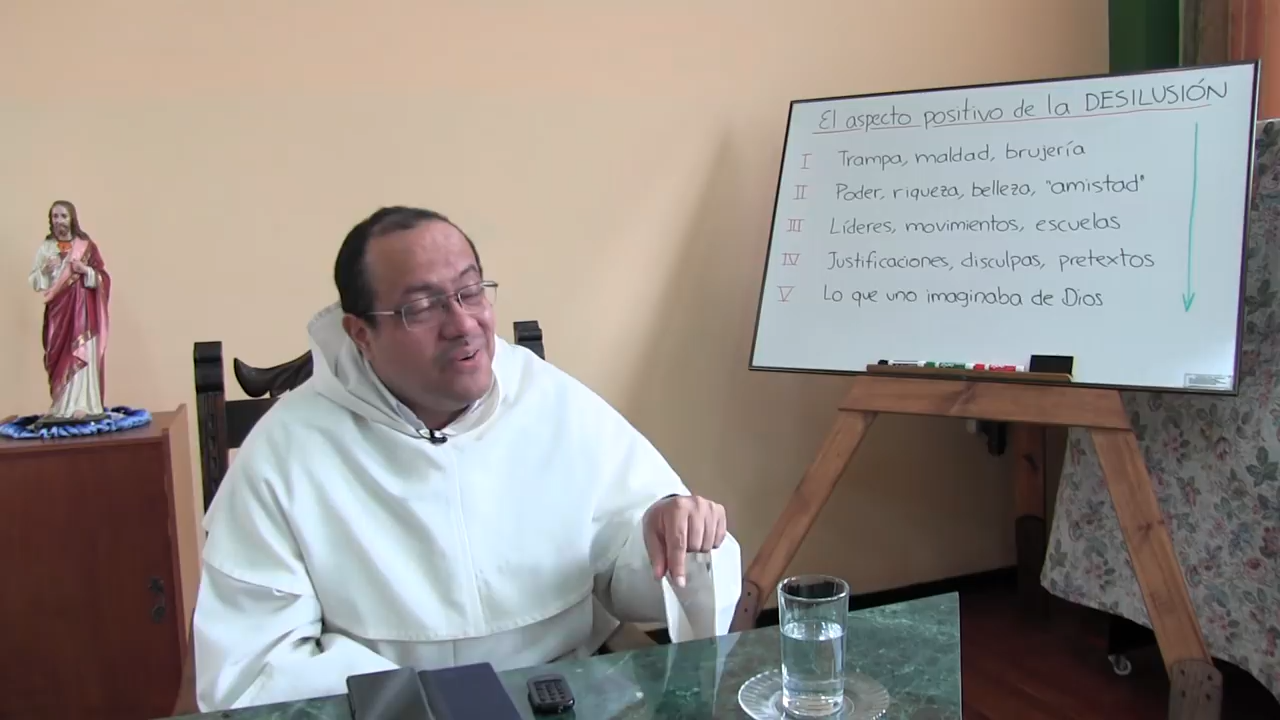 El aspecto positivo de la DESILUSIÓN
I Trampa, maldad, brujería
II Poder, riqueza, belleza, "amistad"
III Líderes, movimientos, escuelas
IV Justificaciones, disculpas, pretextos
V Lo que uno imaginaba de Dios